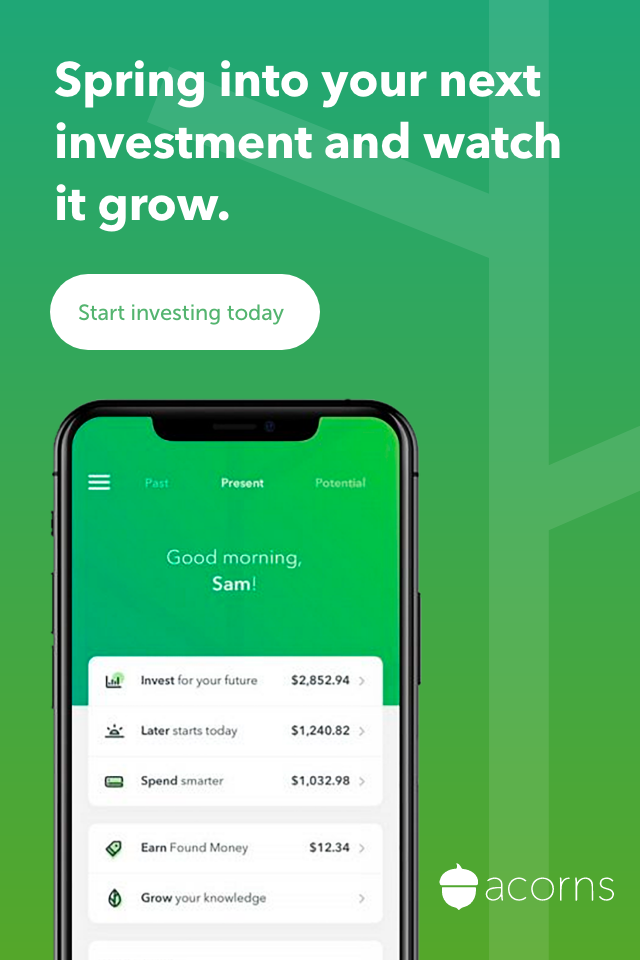 Spring into your next
investment and watch
it grow.
Start investing today
Past Present Potential
Good morning,
Sam!
Invest for your future $2,852.94
Later starts today $1,240.82
Spend smarter $1,032.98
Earn Found Money $12.34
Grow your knowledge
acorns